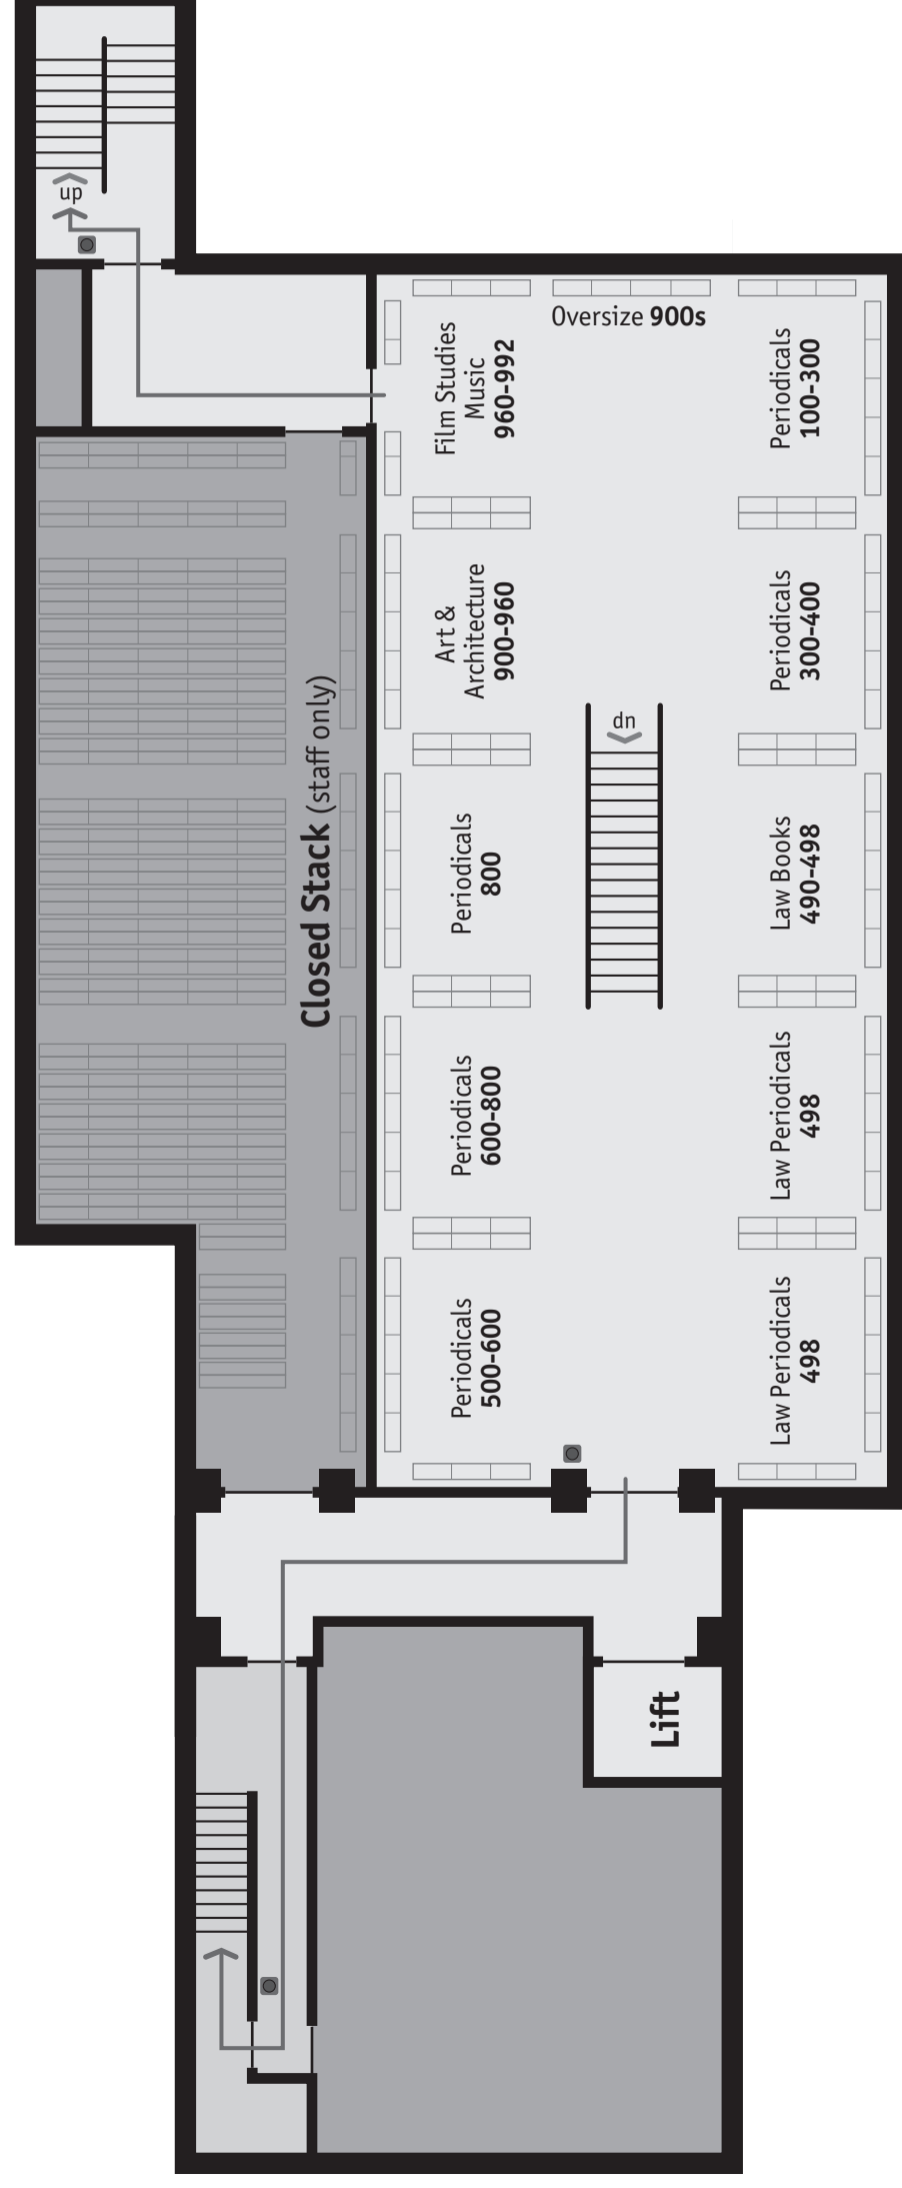 up
Oversize 900s
Film Studies
Music
960-992
Periodicals
100-300
Art &
Architecture
900-960
Periodicals
300-400
dn
Closed Stack (staff only)
Periodicals
800
Law Books
490-498
Periodicals
600-800
Law Periodicals
498
Periodicals
500-600
Law Periodicals
498
Lift